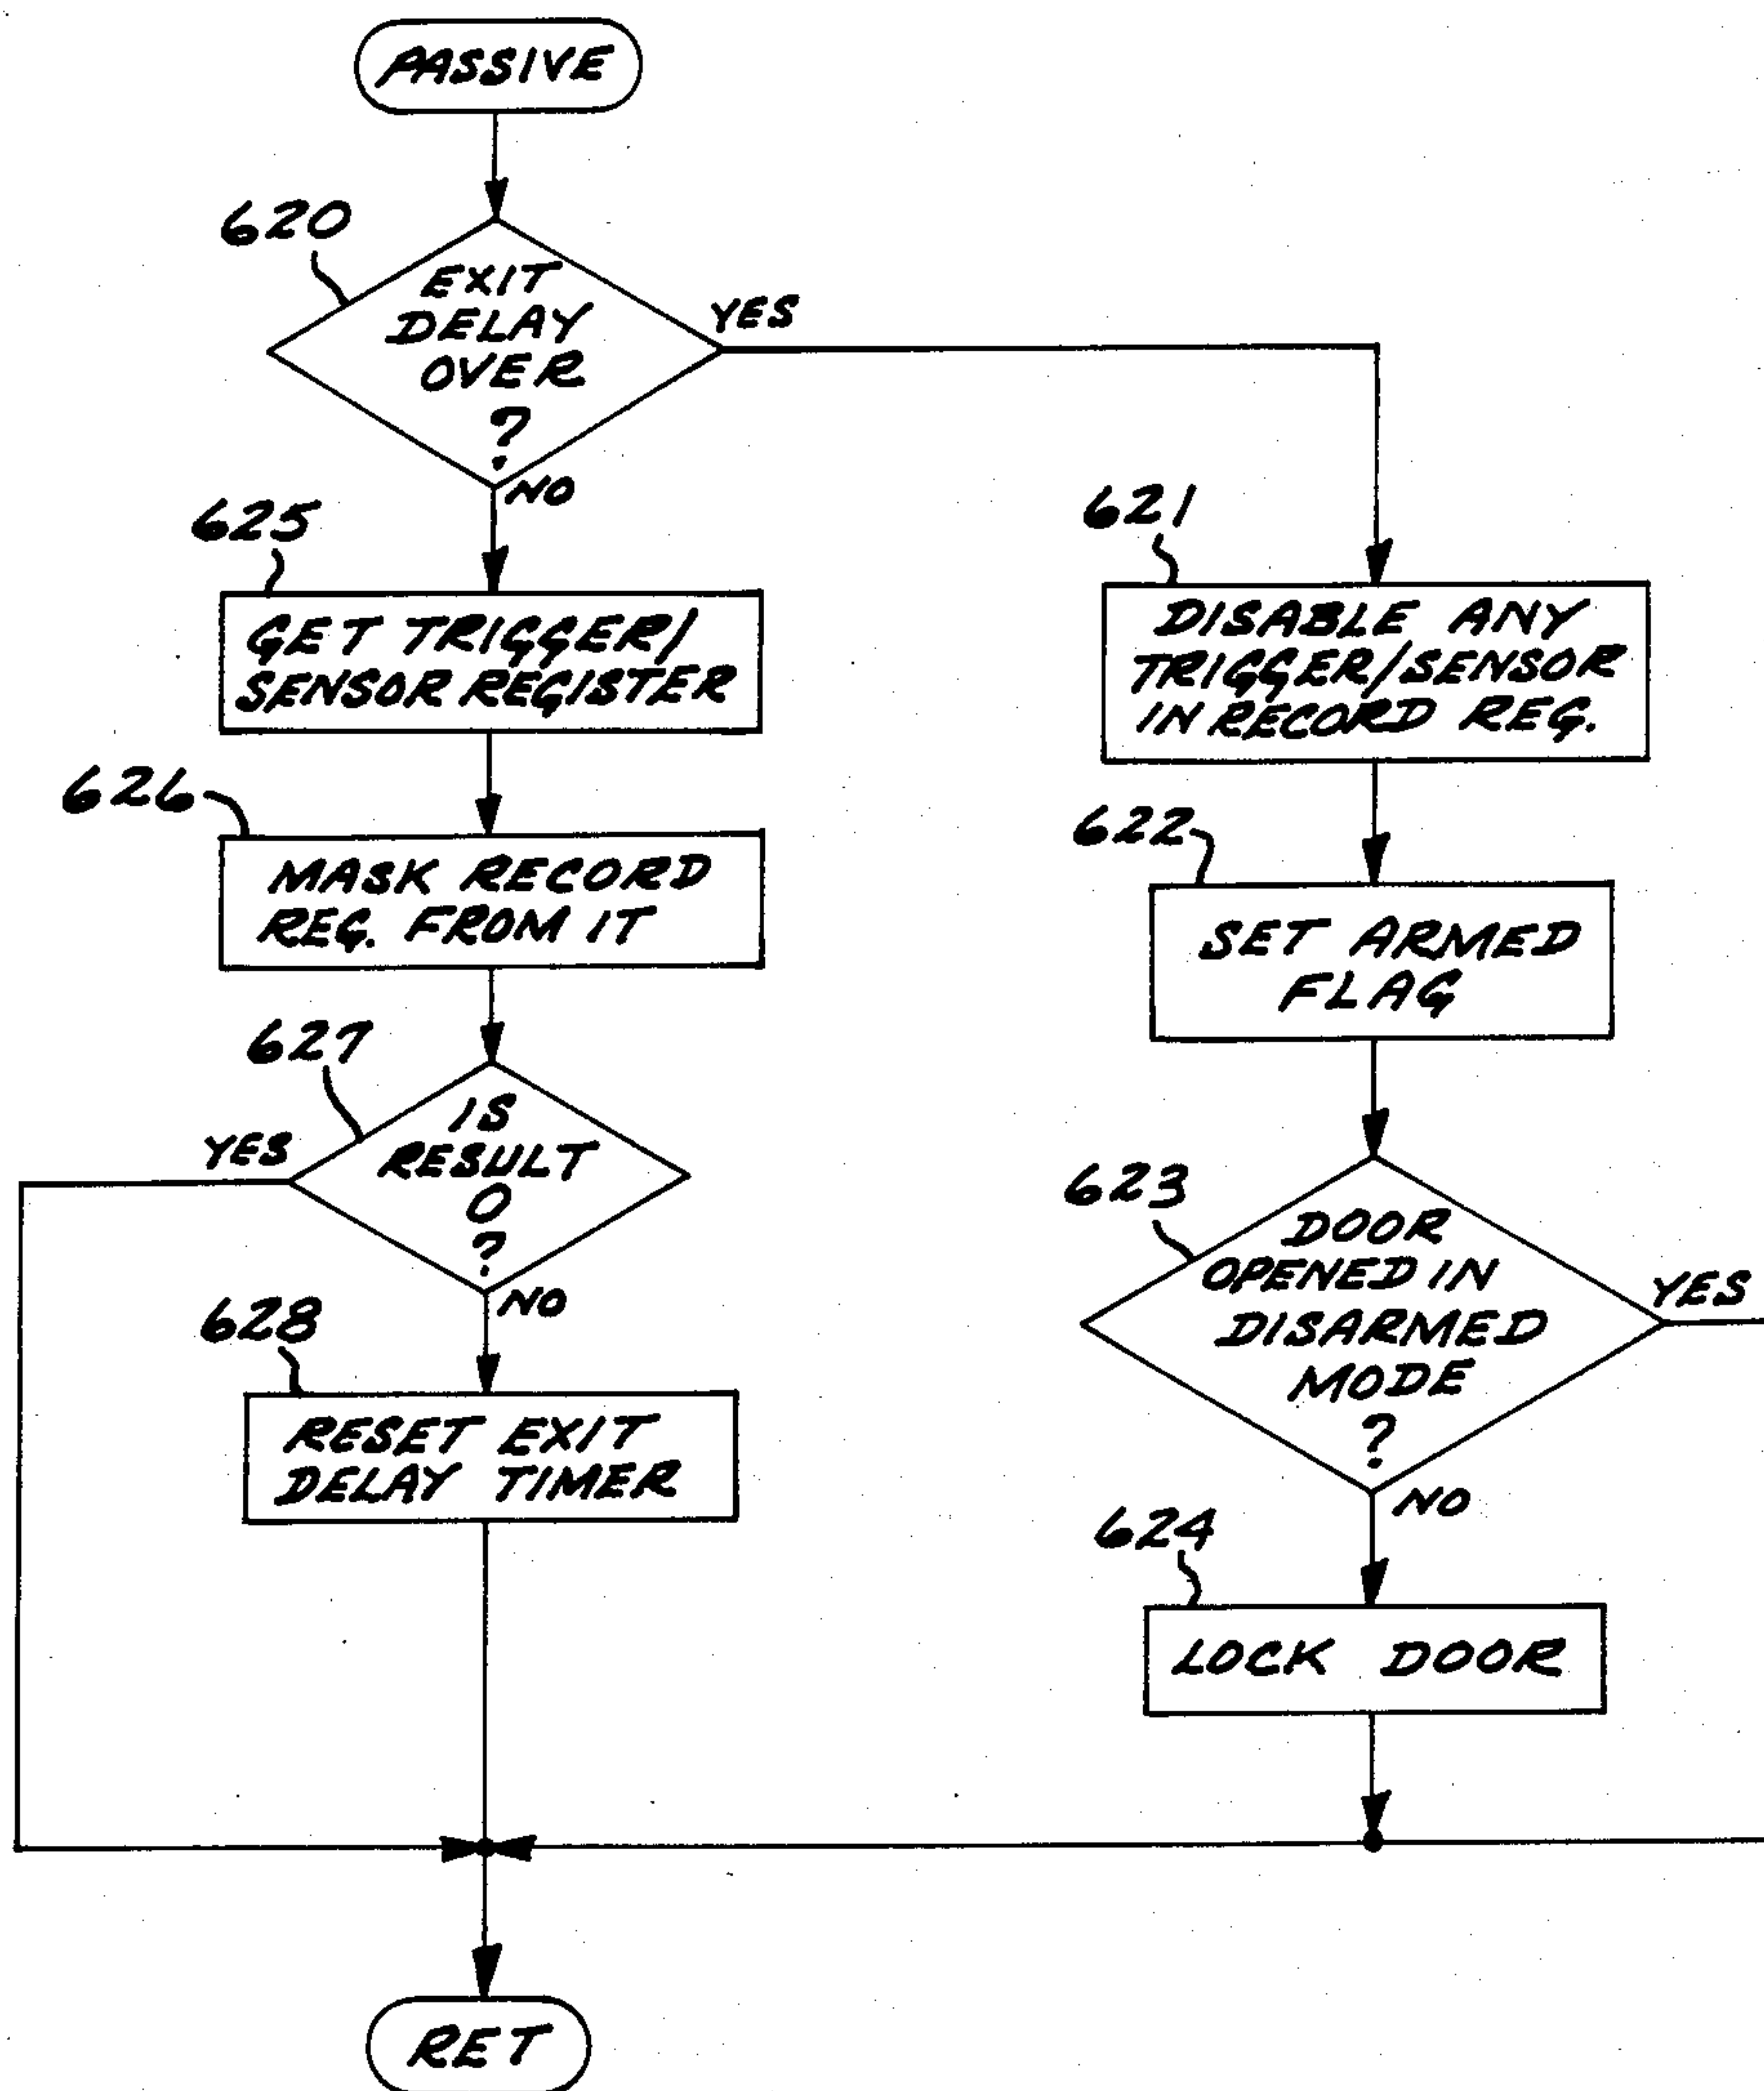 PASSIVE
620
EXIT
DELAY
OVER
?
YES
NO
625
GET TRIGGER/
SENSOR REGISTER
626
MASK RECORD
REG. FROM IT
627
IS
RESULT
0
?
YES
NO
628
RESET EXIT
DELAY TIMER
621
DISABLE ANY
TRIGGER/SENSOR
IN RECORD REG.
622
SET ARMED
FLAG
623
DOOR
OPENED IN
DISARMED
MODE
?
YES
NO
624
LOCK DOOR
RET